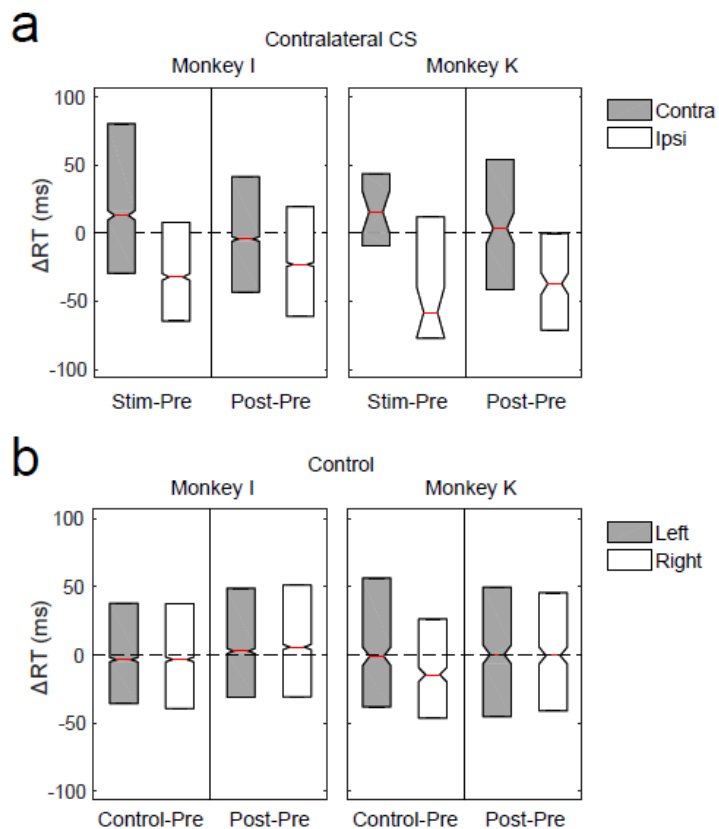 a
Contralateral CS
Monkey I
Monkey K
100
50
0
-50
-100
ΔRT (ms)
Stim-Pre
Post-Pre
Stim-Pre
Post-Pre
Contra
Ipsi
b
Control
Monkey I
Monkey K
100
50
0
-50
-100
ΔRT (ms)
Control-Pre
Post-Pre
Control-Pre
Post-Pre
Left
Right